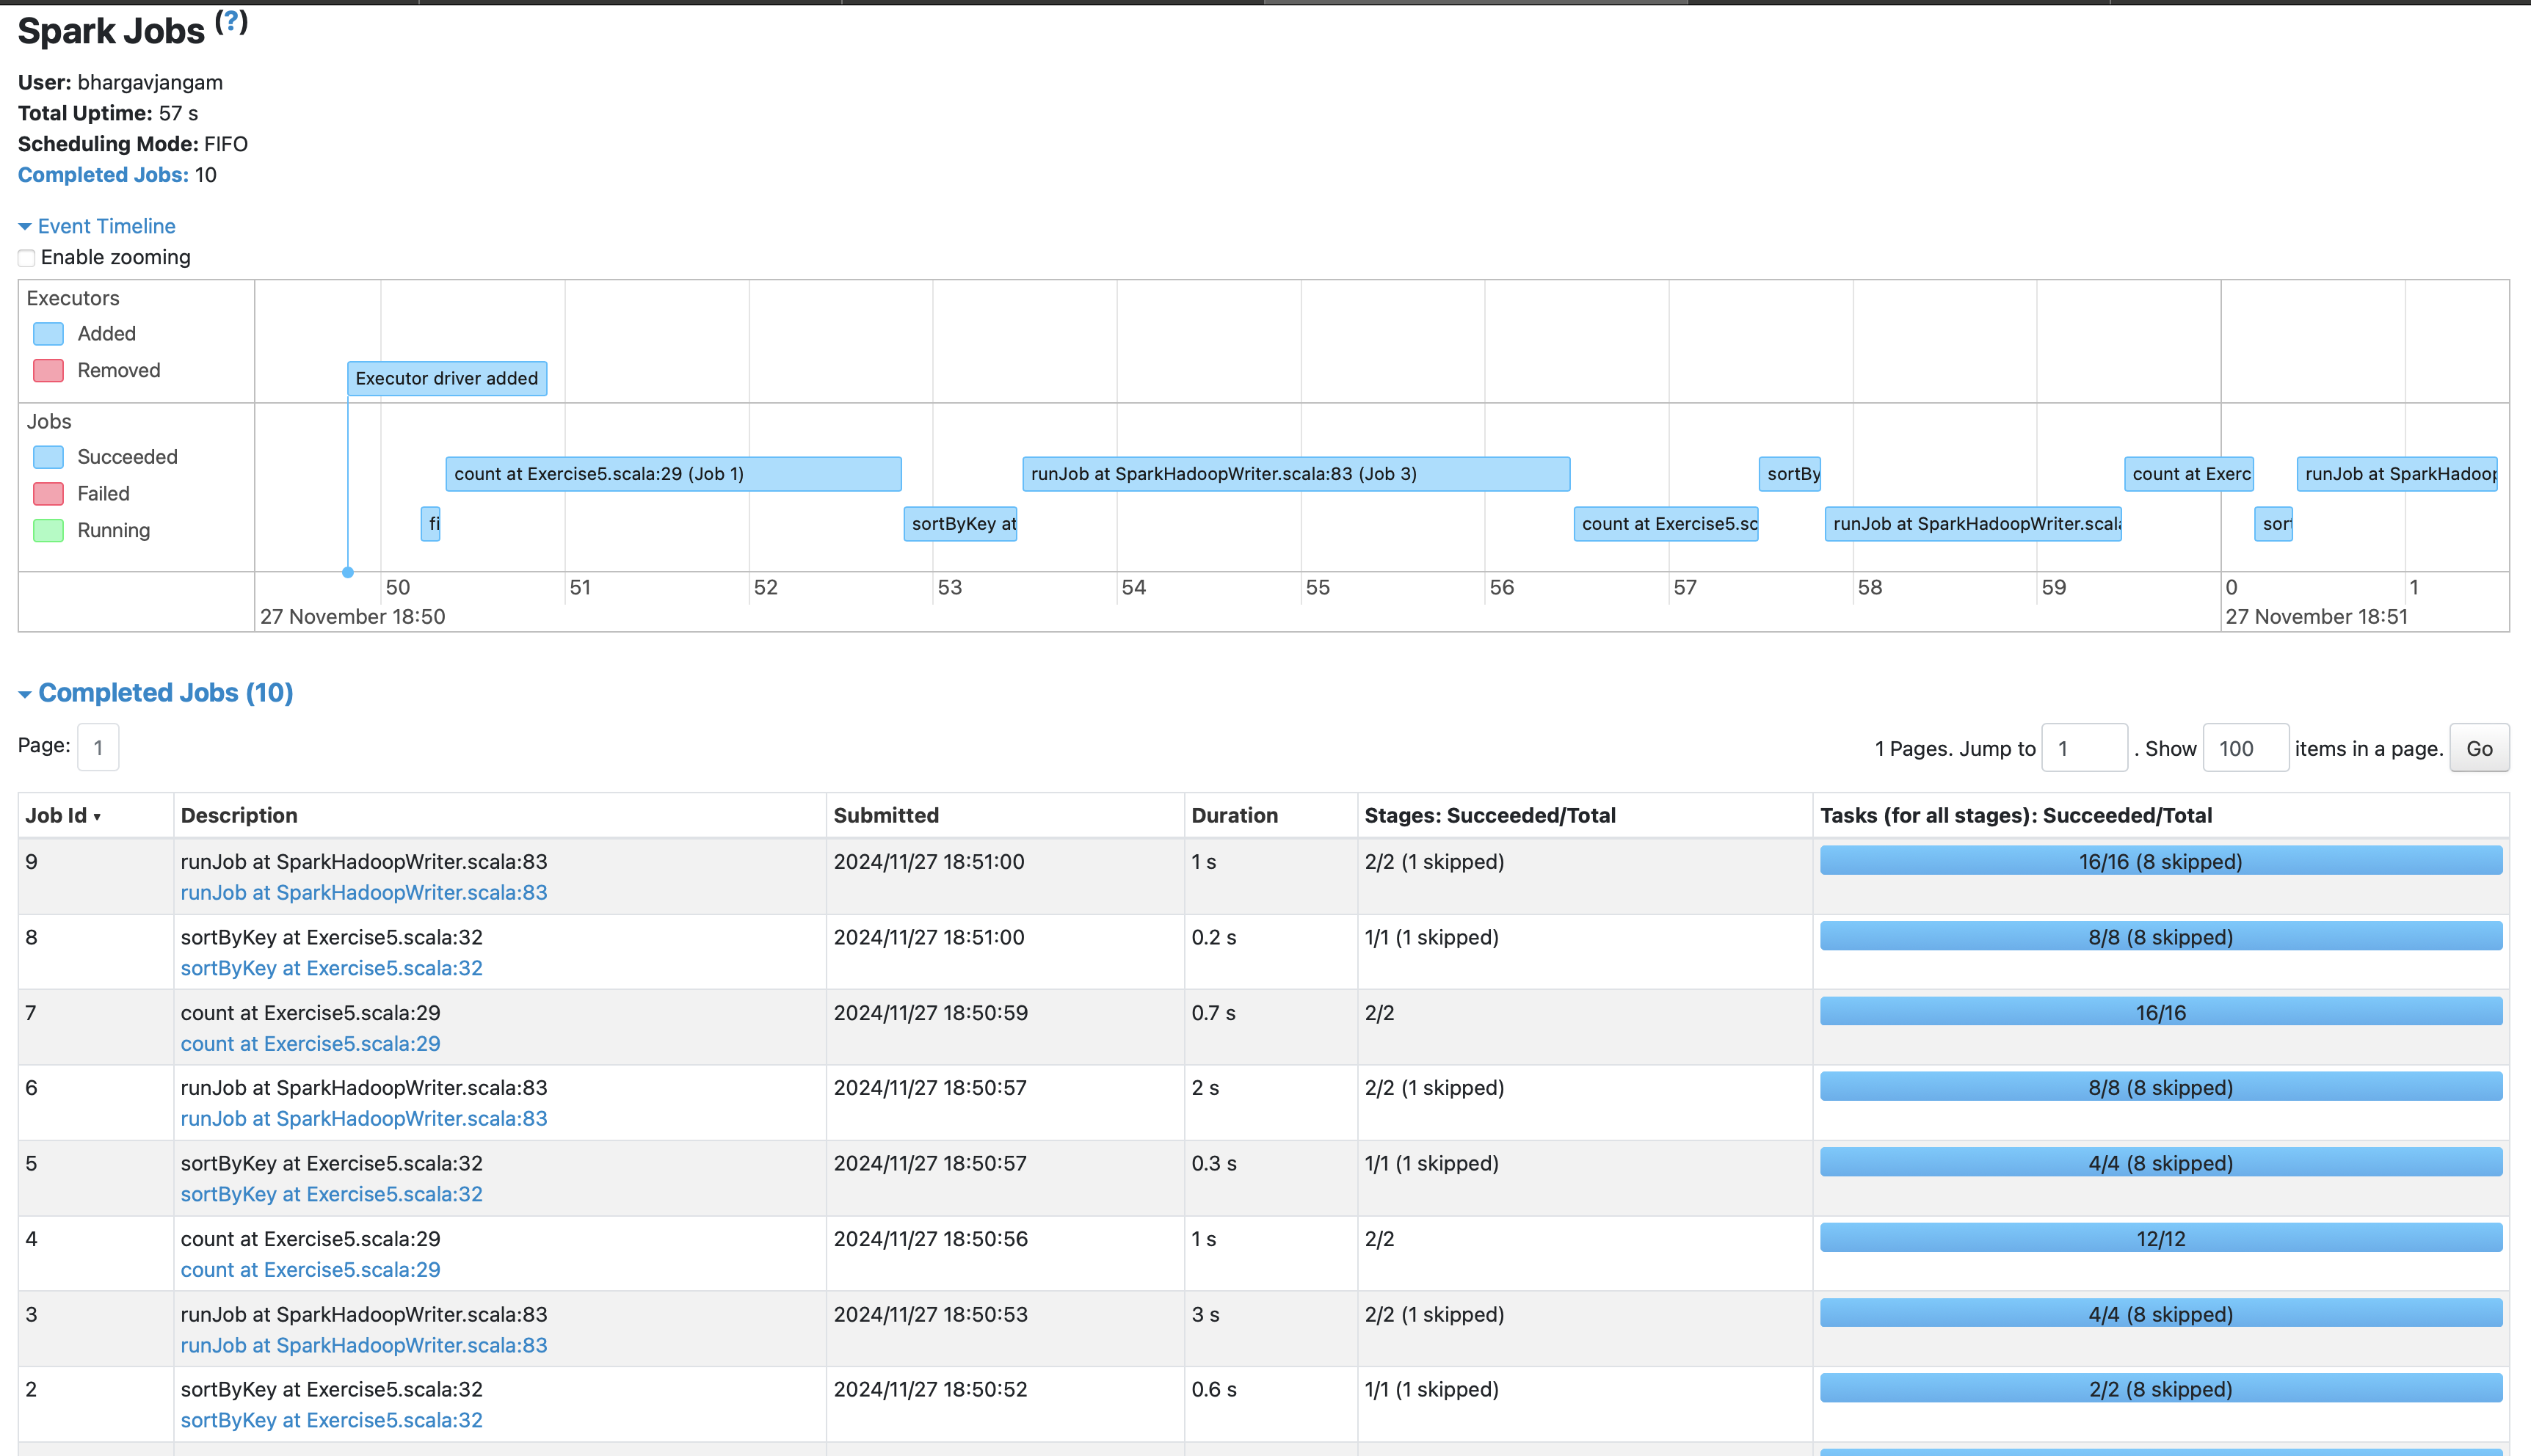 Spark Jobs (?)
User: bhargavjangam
Total Uptime: 57 s
Scheduling Mode: FIFO
Completed Jobs: 10
Event Timeline
Enable zooming
Executors
Added
Removed
Executor driver added
Jobs
Succeeded
Failed
Running
count at Exercise5.scala:29 (Job 1)
runJob at SparkHadoopWriter.scala:83 (Job 3)
sortBy
count at Exerc
runJob at SparkHadoop
fi
sortByKey at
count at Exercise5.sc
runJob at SparkHadoopWriter.scala
sort
50 51 52 53 54 55 56 57 58 59 0 1
27 November 18:50 27 November 18:51
Completed Jobs (10)
Page: 1 1 Pages. Jump to 1 . Show 100 items in a page. Go
Job Id ▾ Description Submitted Duration Stages: Succeeded/Total Tasks (for all stages): Succeeded/Total
9 runJob at SparkHadoopWriter.scala:83 2024/11/27 18:51:00 1 s 2/2 (1 skipped) 16/16 (8 skipped)
runJob at SparkHadoopWriter.scala:83
8 sortByKey at Exercise5.scala:32 2024/11/27 18:51:00 0.2 s 1/1 (1 skipped) 8/8 (8 skipped)
sortByKey at Exercise5.scala:32
7 count at Exercise5.scala:29 2024/11/27 18:50:59 0.7 s 2/2 16/16
count at Exercise5.scala:29
6 runJob at SparkHadoopWriter.scala:83 2024/11/27 18:50:57 2 s 2/2 (1 skipped) 8/8 (8 skipped)
runJob at SparkHadoopWriter.scala:83
5 sortByKey at Exercise5.scala:32 2024/11/27 18:50:57 0.3 s 1/1 (1 skipped) 4/4 (8 skipped)
sortByKey at Exercise5.scala:32
4 count at Exercise5.scala:29 2024/11/27 18:50:56 1 s 2/2 12/12
count at Exercise5.scala:29
3 runJob at SparkHadoopWriter.scala:83 2024/11/27 18:50:53 3 s 2/2 (1 skipped) 4/4 (8 skipped)
runJob at SparkHadoopWriter.scala:83
2 sortByKey at Exercise5.scala:32 2024/11/27 18:50:52 0.6 s 1/1 (1 skipped) 2/2 (8 skipped)
sortByKey at Exercise5.scala:32